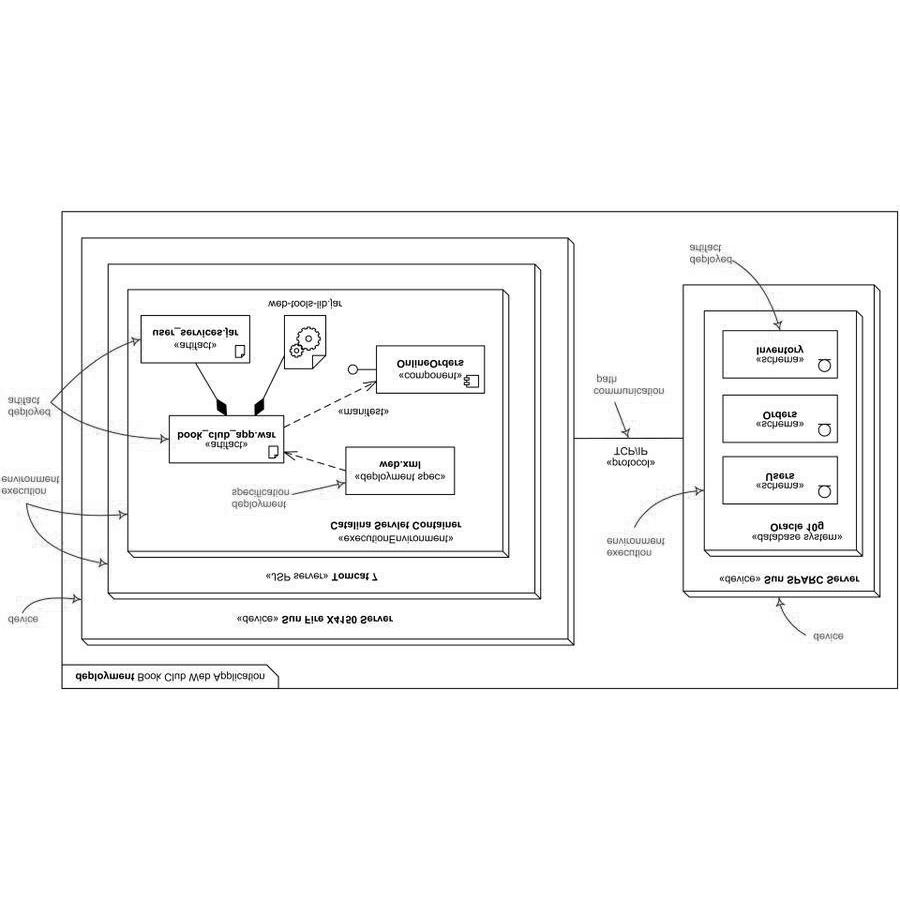 deployment Book Club Web Application
device
«device» Sun Fire X4150 Server
«JSP server» Tomcat 7
execution
environment
«executionEnvironment»
Catalina Servlet Container
deployment
specification
«deployment spec»
web.xml
«artifact»
book_club_app.war
«manifest»
deployed
artifact
«component»
OnlineOrders
«artifact»
user_services.jar
web-tools-lib.jar
«protocol»
TCP/IP
communication
path
device
«device» Sun SPARC Server
execution
environment
«database system»
Oracle 10g
«schema»
Users
«schema»
Orders
«schema»
Inventory
deployed
artifact